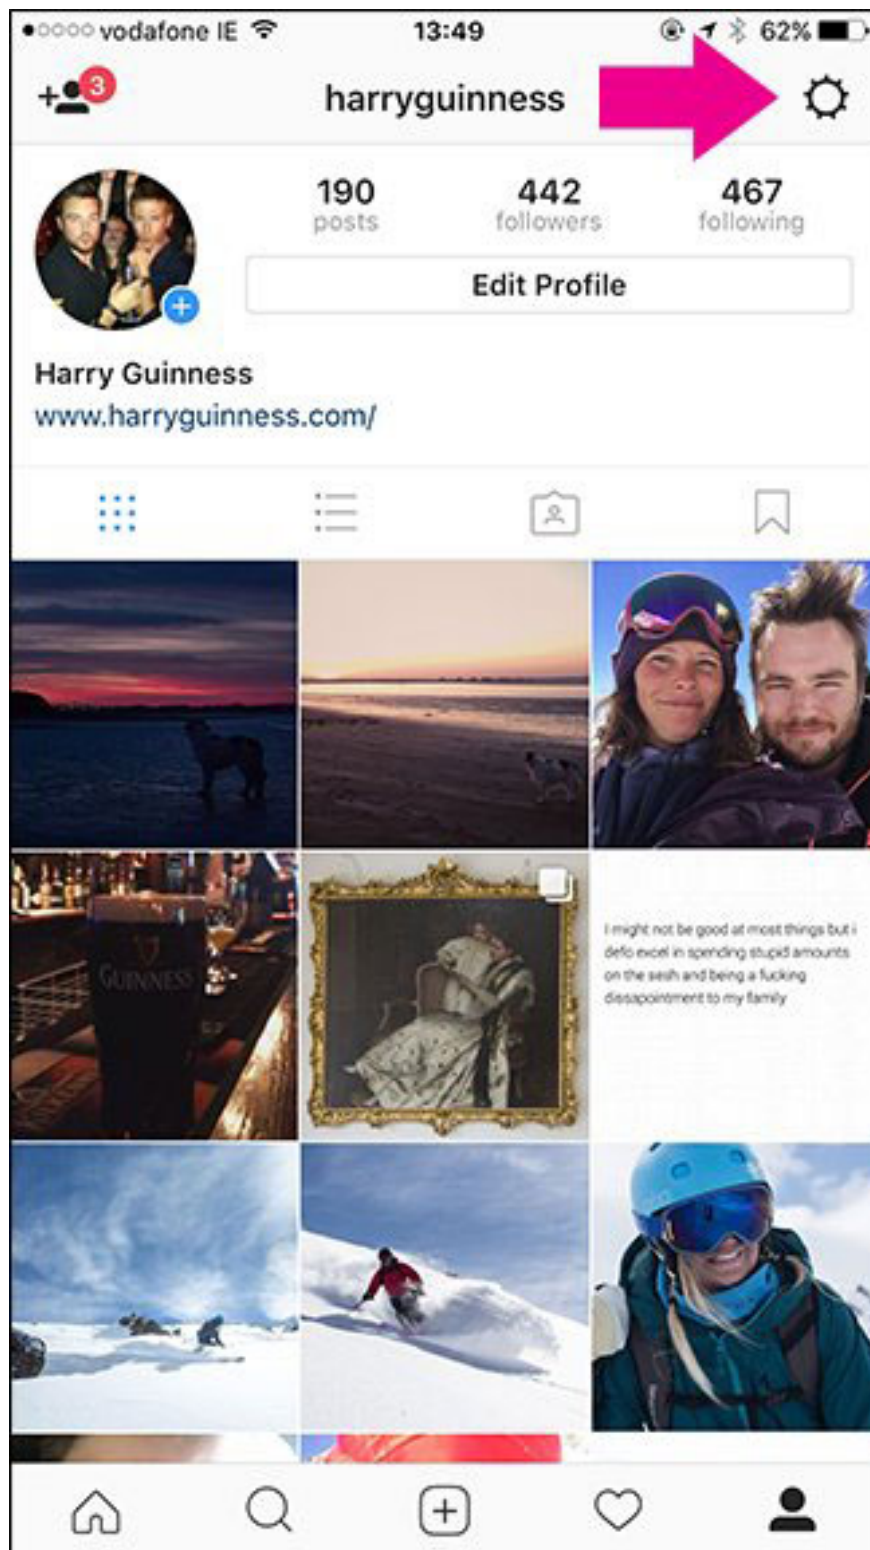 vodafone IE 13:49 62%
3 harryguinness
190 442 467
posts followers following
Edit Profile
Harry Guinness
www.harryguinness.com/
GUINNESS
I might not be good at most things but i
defo excel in spending stupid amounts
on the sesh and being a fucking
dissapointment to my family